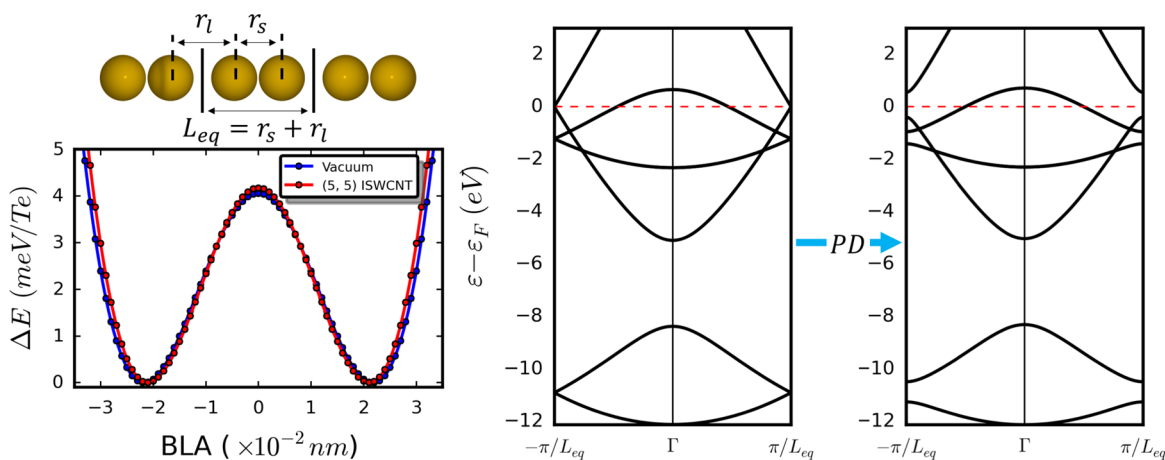 r_l r_s
L_eq = r_s + r_l
ΔE (meV/Te)
5
4
3
2
1
0
Vacuum
(5, 5) ISWCNT
−3 −2 −1 0 1 2 3
BLA (×10⁻² nm)
ε−ε_F (eV)
2
0
−2
−4
−6
−8
−10
−12
−π/L_eq Γ π/L_eq
PD
2
0
−2
−4
−6
−8
−10
−12
−π/L_eq Γ π/L_eq